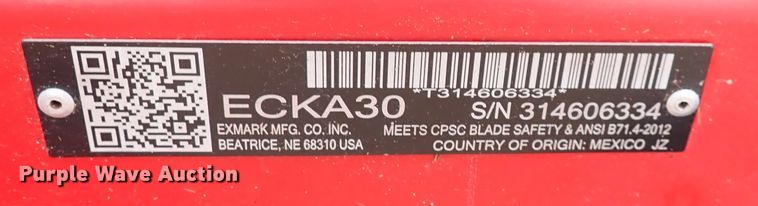 *T314606334*
ECKA30
S/N 314606334
EXMARK MFG. CO. INC.
MEETS CPSC BLADE SAFETY & ANSI B71.4-2012
BEATRICE, NE 68310 USA
COUNTRY OF ORIGIN: MEXICO JZ
Purple Wave Auction